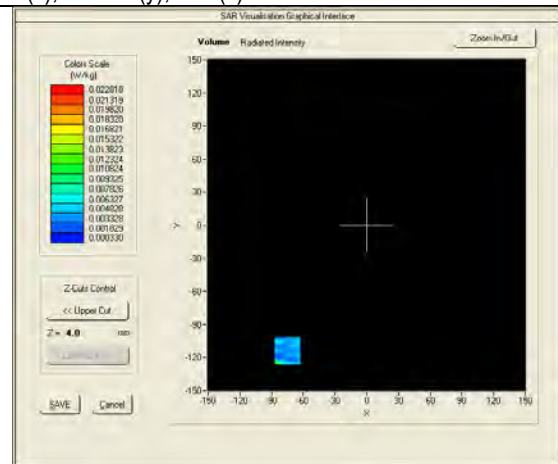 SAR Visualisation Graphical Interface
Volume Radiated Intensity
Zoom In/Out
Colors Scale
(W/kg)
0.022818
0.021319
0.019820
0.018320
0.016821
0.015322
0.013823
0.012324
0.010824
0.009325
0.007826
0.006327
0.004828
0.003328
0.001829
0.000330
Z-Cuts Control
<< Upper Cut
Z = 4.0 mm
SAVE Cancel
150
120
90
60
30
0
-30
-60
-90
-120
-150
Y
-150 -120 -90 -60 -30 0 30 60 90 120 150
X